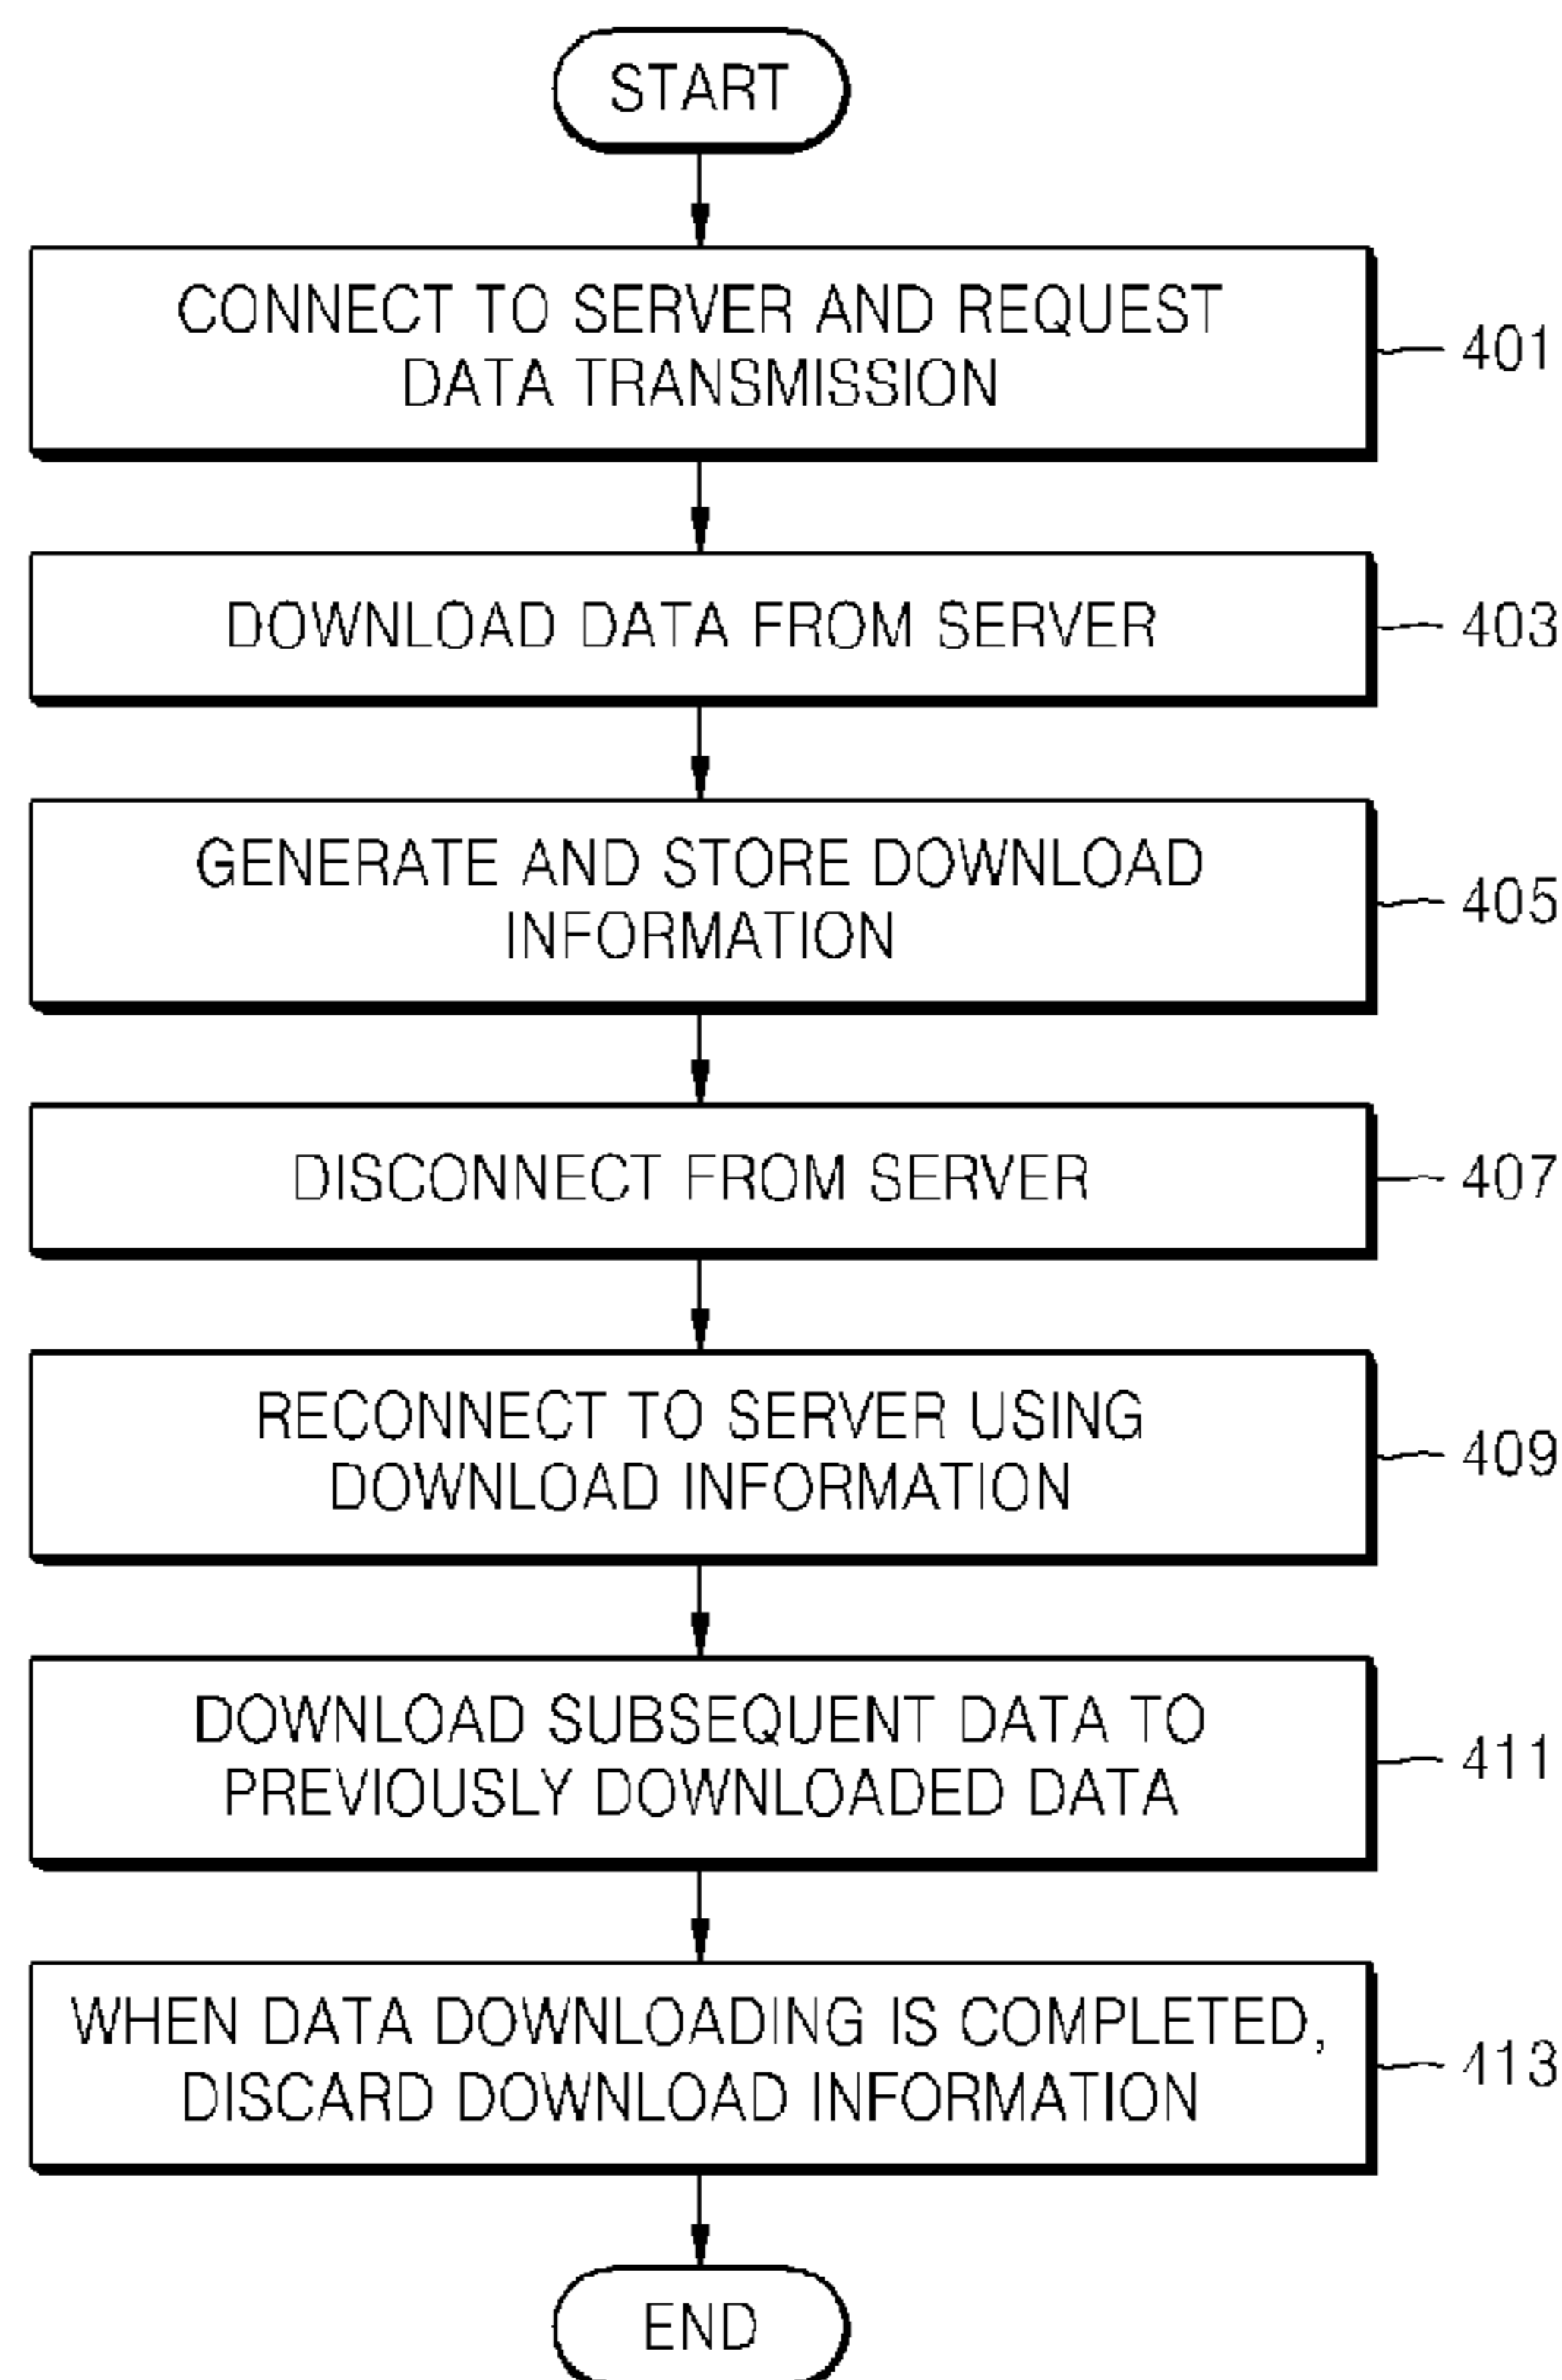 START
CONNECT TO SERVER AND REQUEST
DATA TRANSMISSION
401
DOWNLOAD DATA FROM SERVER
403
GENERATE AND STORE DOWNLOAD
INFORMATION
405
DISCONNECT FROM SERVER
407
RECONNECT TO SERVER USING
DOWNLOAD INFORMATION
409
DOWNLOAD SUBSEQUENT DATA TO
PREVIOUSLY DOWNLOADED DATA
411
WHEN DATA DOWNLOADING IS COMPLETED,
DISCARD DOWNLOAD INFORMATION
413
END